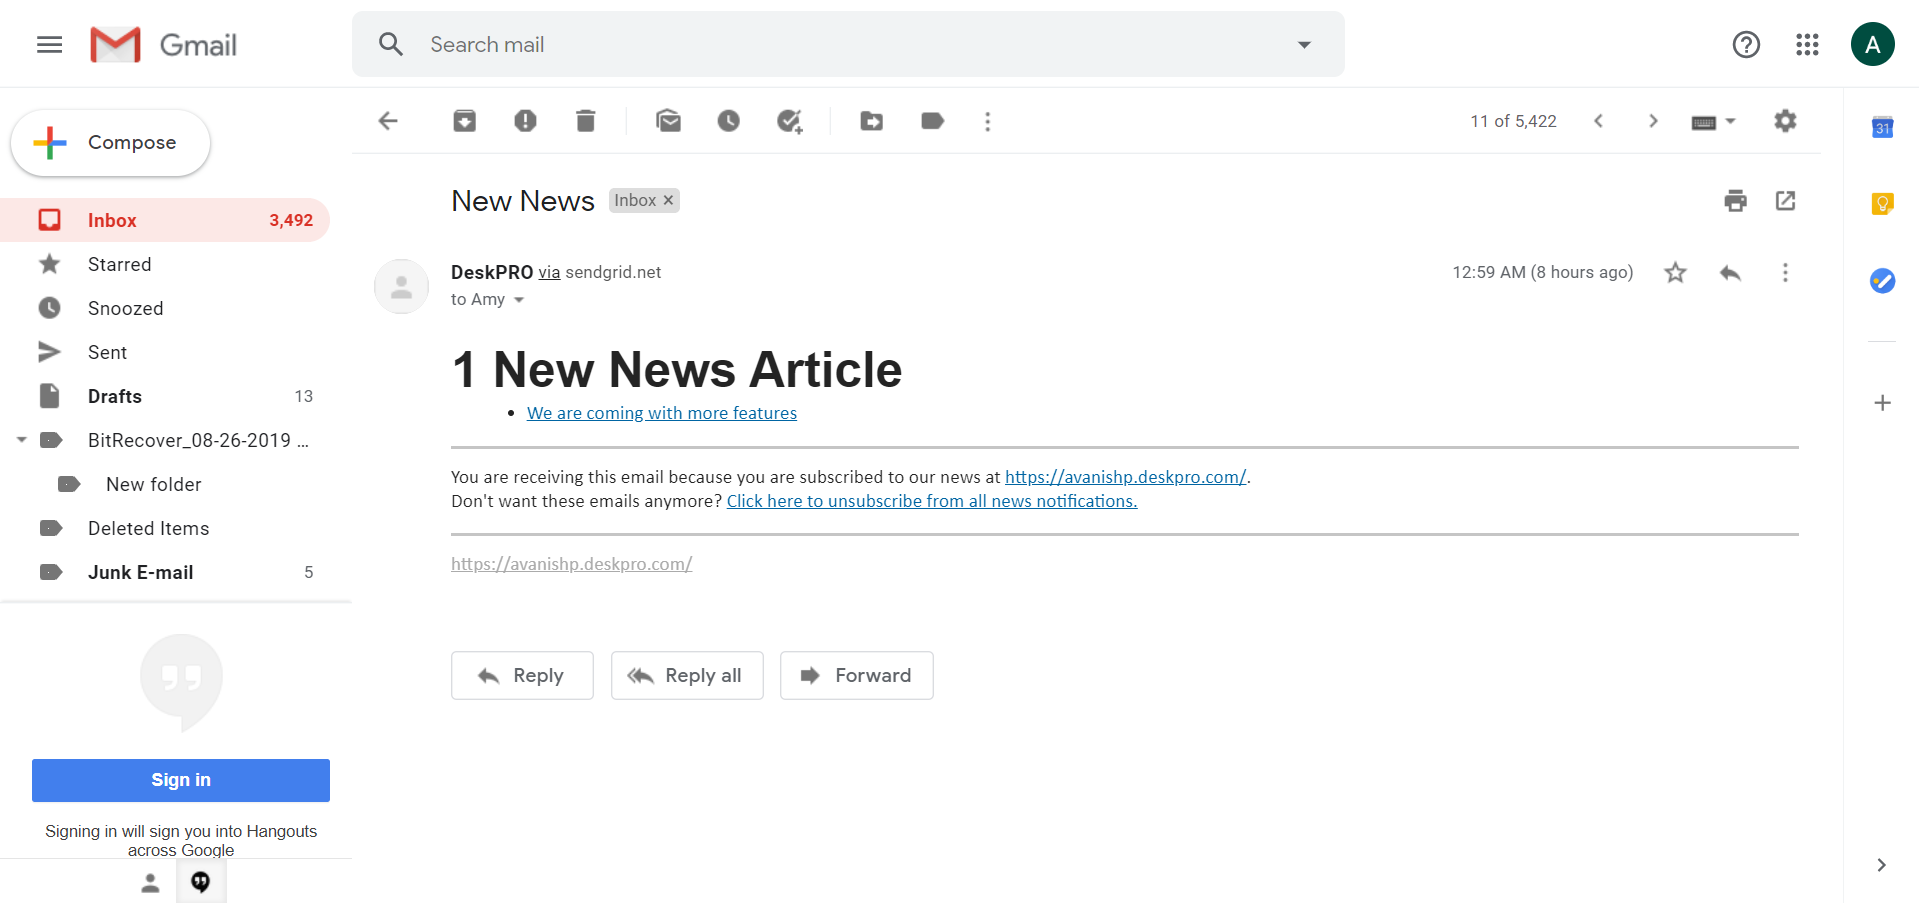 Gmail
Search mail
A
Compose
11 of 5,422
31
Inbox 3,492
Starred
Snoozed
Sent
Drafts 13
BitRecover_08-26-2019 ...
New folder
Deleted Items
Junk E-mail 5
New News Inbox ×
DeskPRO via sendgrid.net
12:59 AM (8 hours ago)
to Amy
1 New News Article
• We are coming with more features
You are receiving this email because you are subscribed to our news at https://avanishp.deskpro.com/.
Don't want these emails anymore? Click here to unsubscribe from all news notifications.
https://avanishp.deskpro.com/
Reply
Reply all
Forward
Sign in
Signing in will sign you into Hangouts
across Google